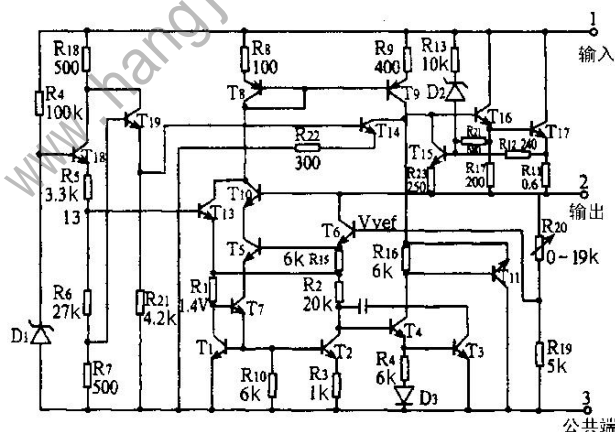 www.hangj
1
输入
R18
500
R8
100
R9
400
R13
10k
R4
100k
T8
T9
D2
T16
T17
T19
T18
T14
R22
300
T15
R21
R12 240
R5
3.3k
R23
250
R17
200
R11
0.6
2
输出
13
T13
T10
T6
Vvef
R20
0~19k
T5
6k R15
R16
6k
T11
R6
27k
R21
4.2k
R1
1.4V
T7
R2
20k
D1
T1
T2
T4
T3
R19
5k
R7
500
R10
6k
R3
1k
R4
6k
D3
3
公共端